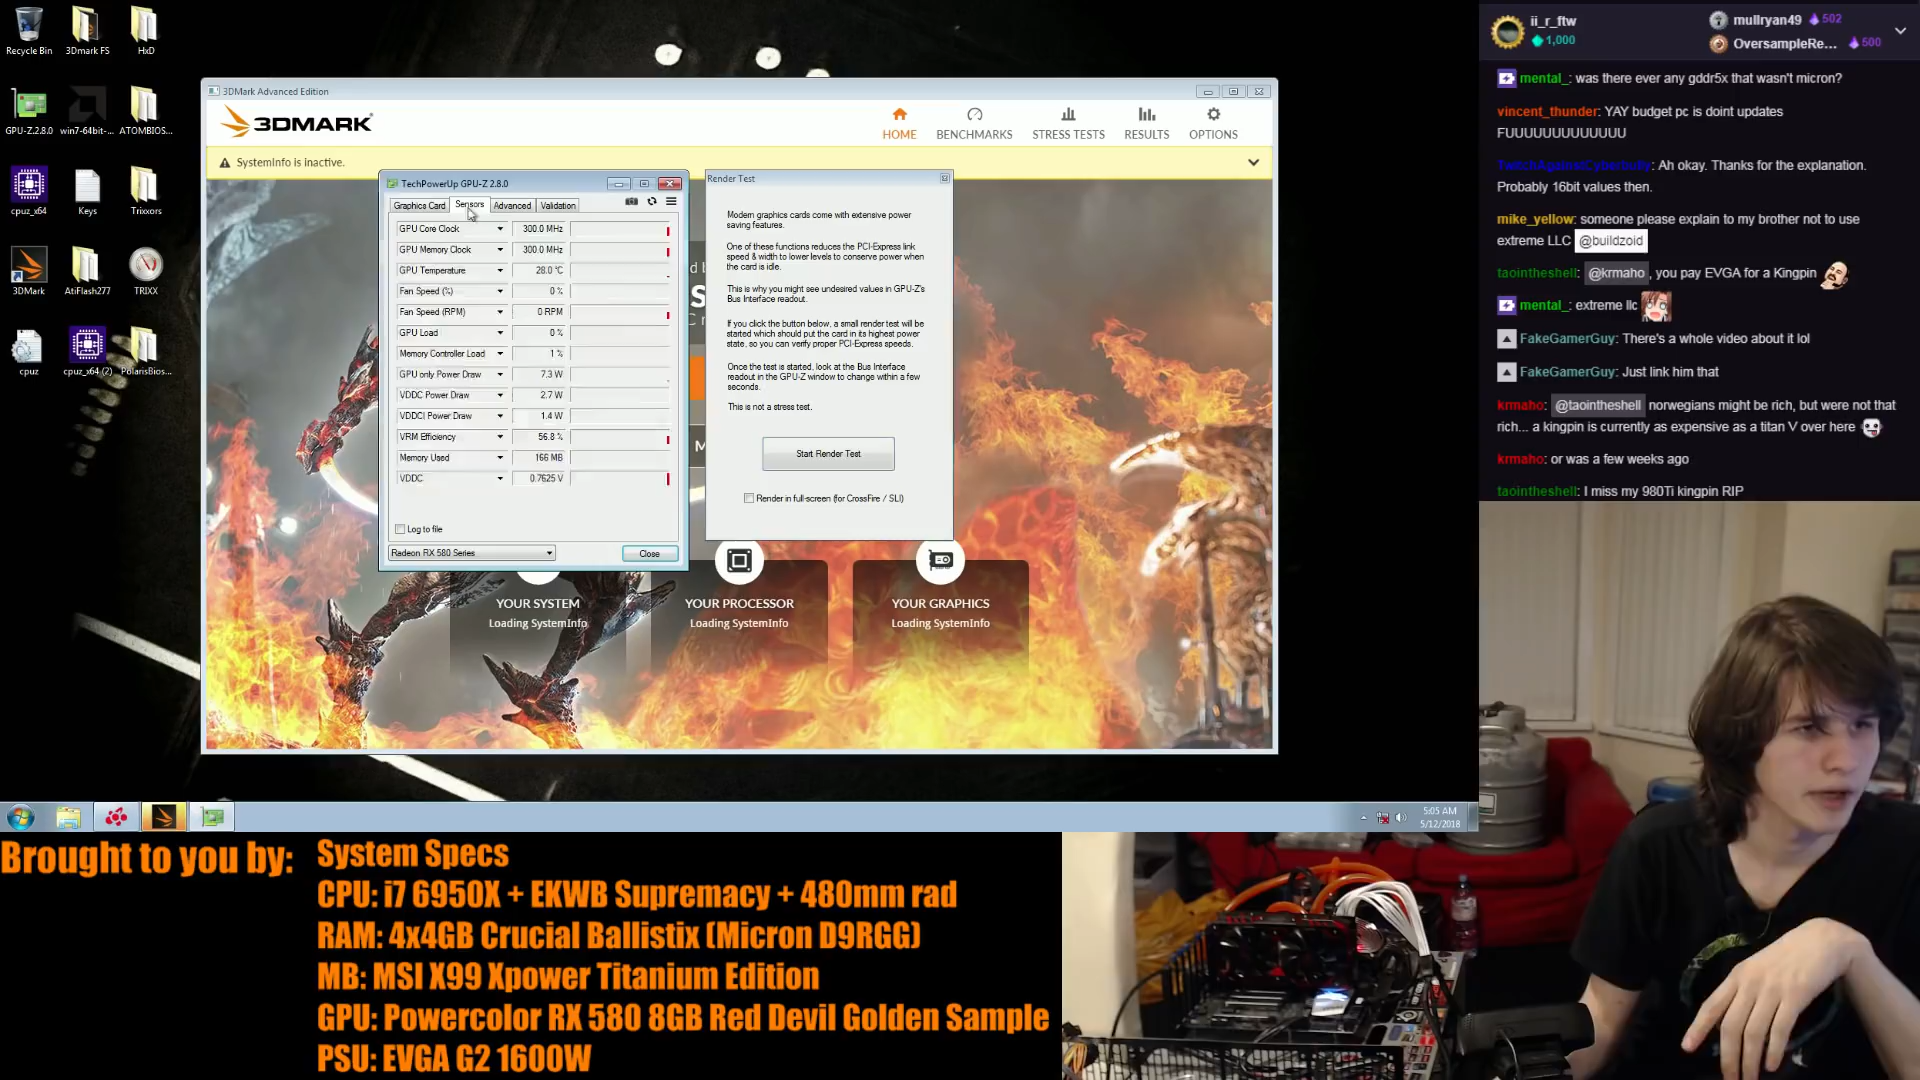 Recycle Bin
3Dmark FS
HxD
GPU-Z.2.8.0
win7-64bit-...
ATOMBIOS...
cpuz_x64
Keys
Trixxors
3DMark
AtiFlash277
TRIXX
cpuz
cpuz_x64 (2)
PolarisBios...
3DMark Advanced Edition
3DMARK
HOME
BENCHMARKS
STRESS TESTS
RESULTS
OPTIONS
SystemInfo is inactive.
TechPowerUp GPU-Z 2.8.0
Graphics Card
Sensors
Advanced
Validation
GPU Core Clock 300.0 MHz
GPU Memory Clock 300.0 MHz
GPU Temperature 28.0 °C
Fan Speed (%) 0 %
Fan Speed (RPM) 0 RPM
GPU Load 0 %
Memory Controller Load 1 %
GPU only Power Draw 7.3 W
VDDC Power Draw 2.7 W
VDDCI Power Draw 1.4 W
VRM Efficiency 56.8 %
Memory Used 166 MB
VDDC 0.7625 V
Log to file
Radeon RX 580 Series
Close
Render Test
Modern graphics cards come with extensive power
saving features.
One of these functions reduces the PCI-Express link
speed & width to lower levels to conserve power when
the card is idle.
This is why you might see undesired values in GPU-Z's
Bus Interface readout.
If you click the button below, a small render test will be
started which should put the card in its highest power
state, so you can verify proper PCI-Express speeds.
Once the test is started, look at the Bus Interface
readout in the GPU-Z window to change within a few
seconds.
This is not a stress test.
Start Render Test
Render in full-screen (for CrossFire / SLI)
YOUR SYSTEM
Loading SystemInfo
YOUR PROCESSOR
Loading SystemInfo
YOUR GRAPHICS
Loading SystemInfo
5:05 AM
5/12/2018
ii_r_ftw
1,000
mullryan49 502
OversampleRe... 500
mental_: was there ever any gddr5x that wasn't micron?
vincent_thunder: YAY budget pc is doint updates
FUUUUUUUUUUUUU
TwitchAgainstCyberbully: Ah okay. Thanks for the explanation.
Probably 16bit values then.
mike_yellow: someone please explain to my brother not to use
extreme LLC @buildzoid
taointheshell: @krmaho , you pay EVGA for a Kingpin
mental_: extreme llc
FakeGamerGuy: There's a whole video about it lol
FakeGamerGuy: Just link him that
krmaho: @taointheshell norwegians might be rich, but were not that
rich... a kingpin is currently as expensive as a titan V over here
krmaho: or was a few weeks ago
taointheshell: I miss my 980Ti kingpin RIP
Brought to you by:
System Specs
CPU: i7 6950X + EKWB Supremacy + 480mm rad
RAM: 4x4GB Crucial Ballistix (Micron D9RGG)
MB: MSI X99 Xpower Titanium Edition
GPU: Powercolor RX 580 8GB Red Devil Golden Sample
PSU: EVGA G2 1600W